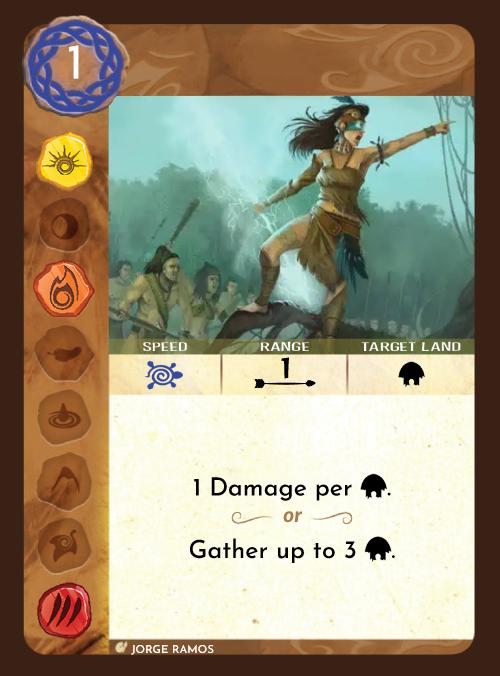 1
SPEED RANGE TARGET LAND
1
1 Damage per .
or
Gather up to 3 .
JORGE RAMOS